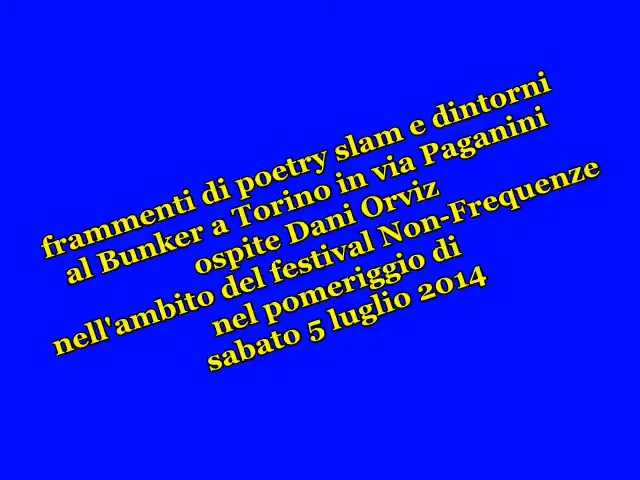 frammenti di poetry slam e dintorni
al Bunker a Torino in via Paganini
ospite Dani Orviz
nell'ambito del festival Non-Frequenze
nel pomeriggio di
sabato 5 luglio 2014